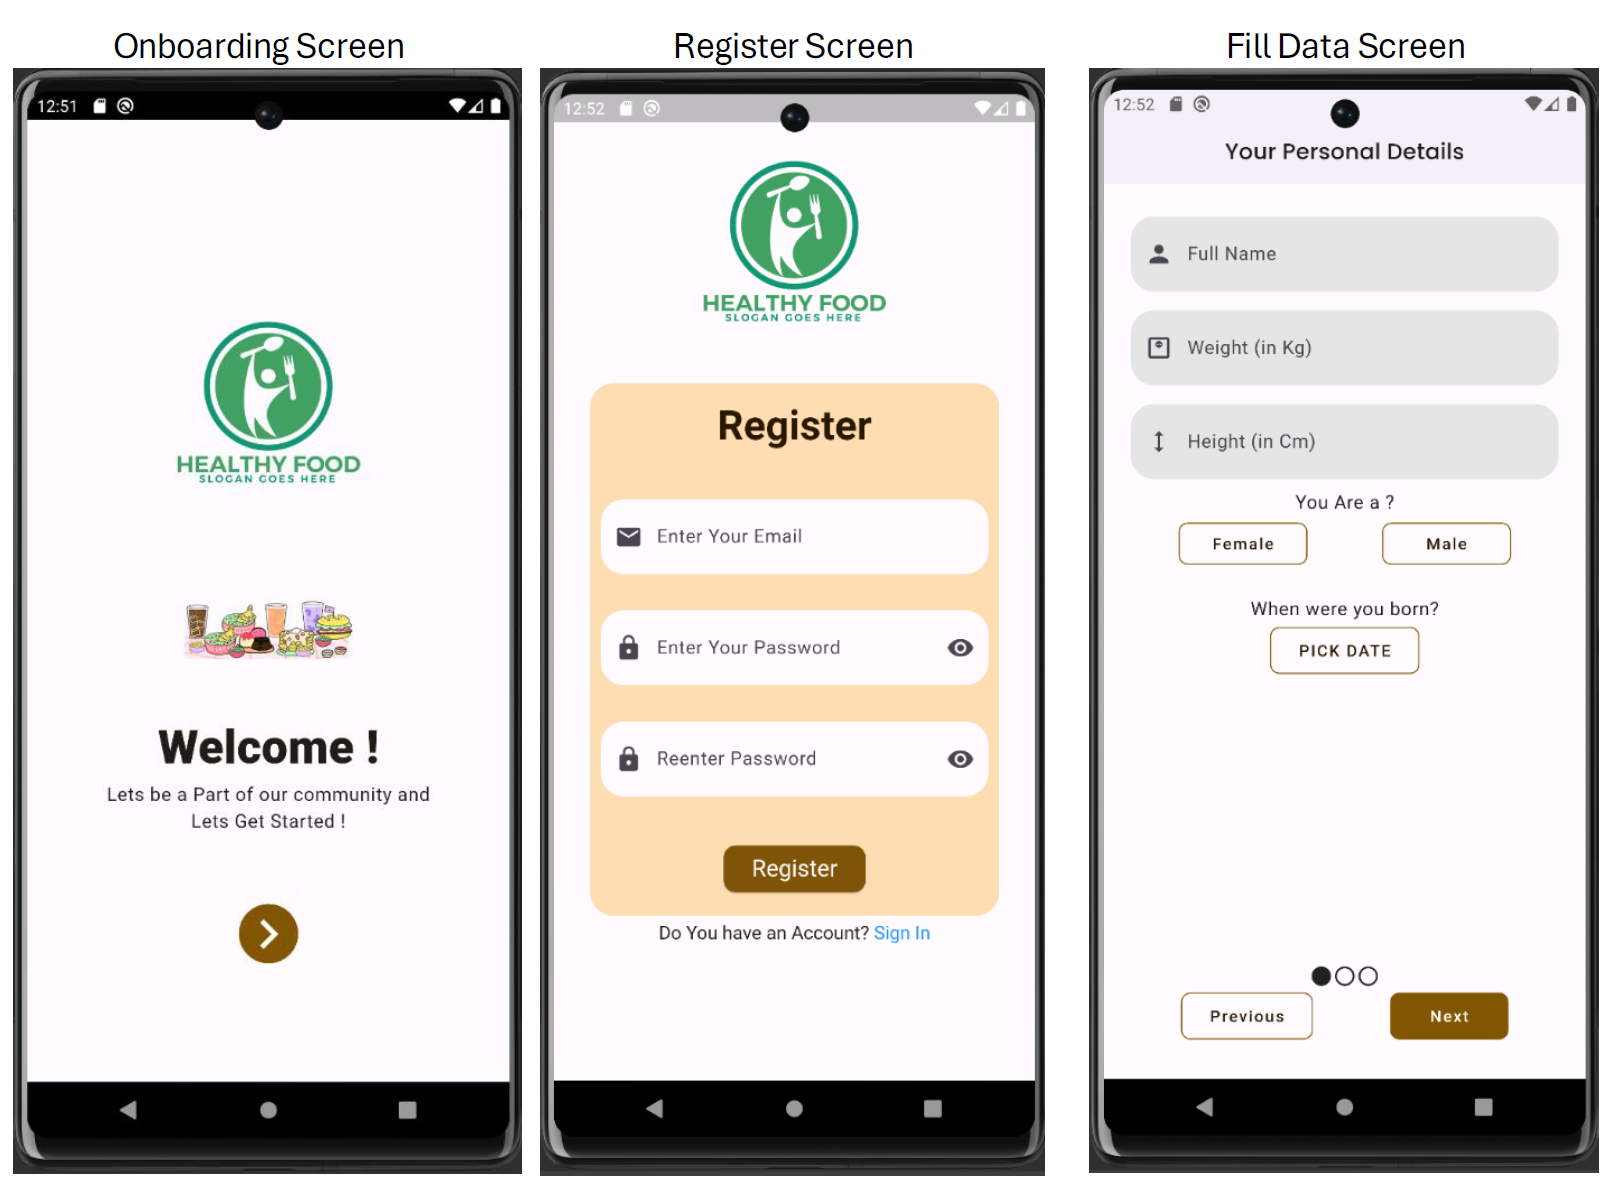 Onboarding Screen
12:51
HEALTHY FOOD
SLOGAN GOES HERE
Welcome !
Lets be a Part of our community and
Lets Get Started !
Register Screen
12:52
HEALTHY FOOD
SLOGAN GOES HERE
Register
Enter Your Email
Enter Your Password
Reenter Password
Register
Do You have an Account? Sign In
Fill Data Screen
12:52
Your Personal Details
Full Name
Weight (in Kg)
Height (in Cm)
You Are a ?
Female Male
When were you born?
PICK DATE
Previous Next